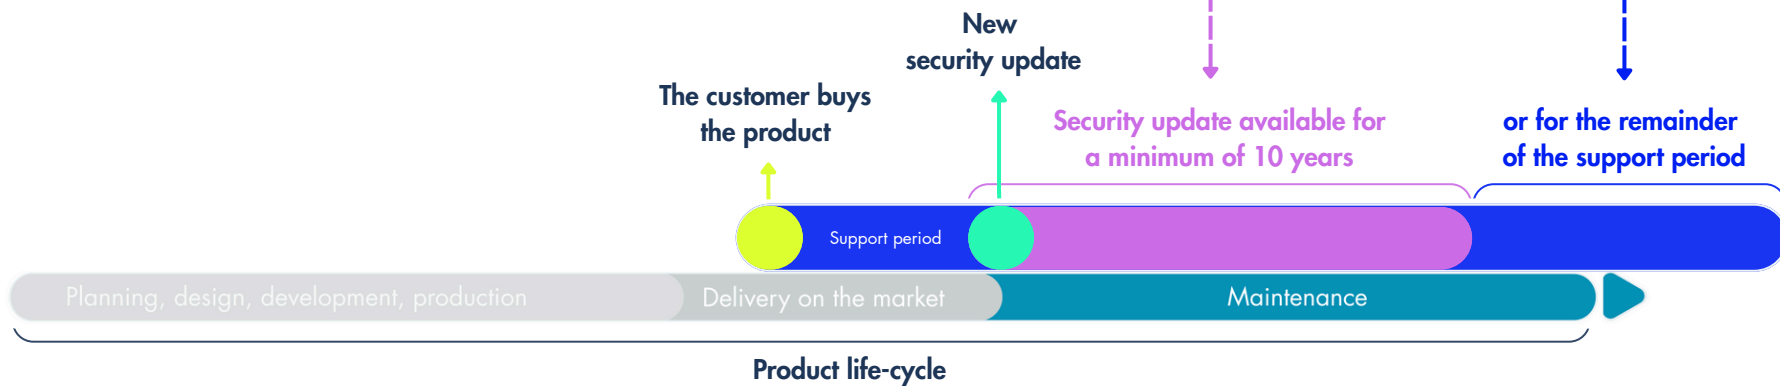 New
security update
The customer buys
the product
Security update available for
a minimum of 10 years
or for the remainder
of the support period
Support period
Planning, design, development, production
Delivery on the market
Maintenance
Product life-cycle